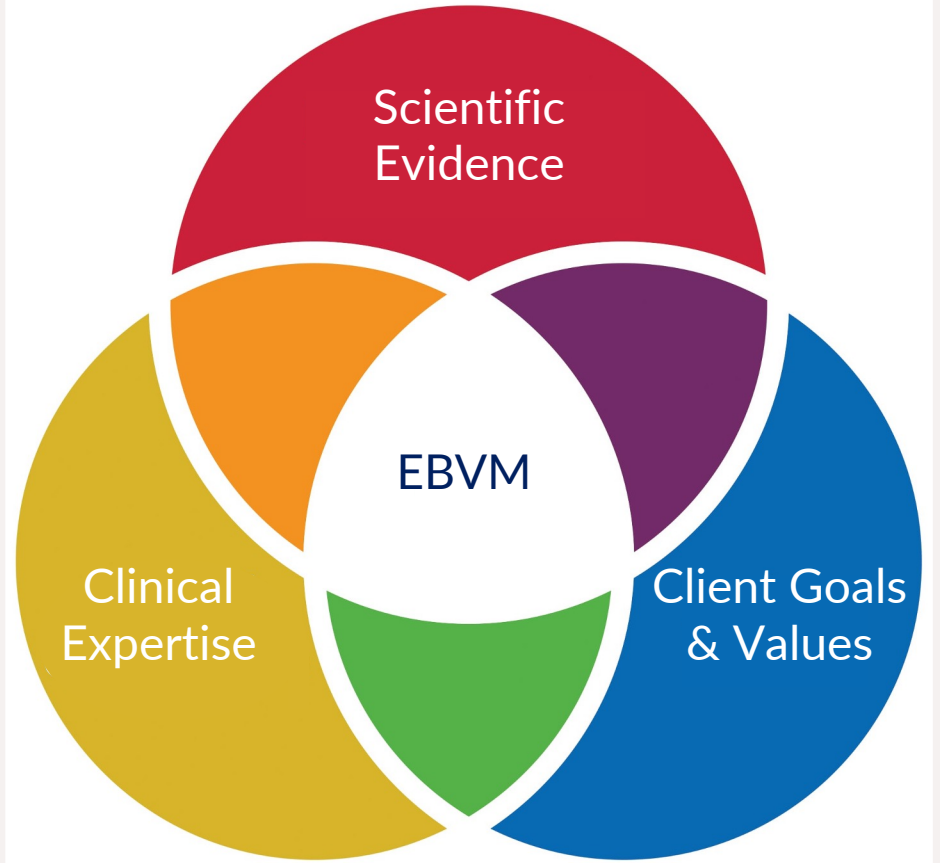 Scientific
Evidence
EBVM
Clinical
Expertise
Client Goals
& Values